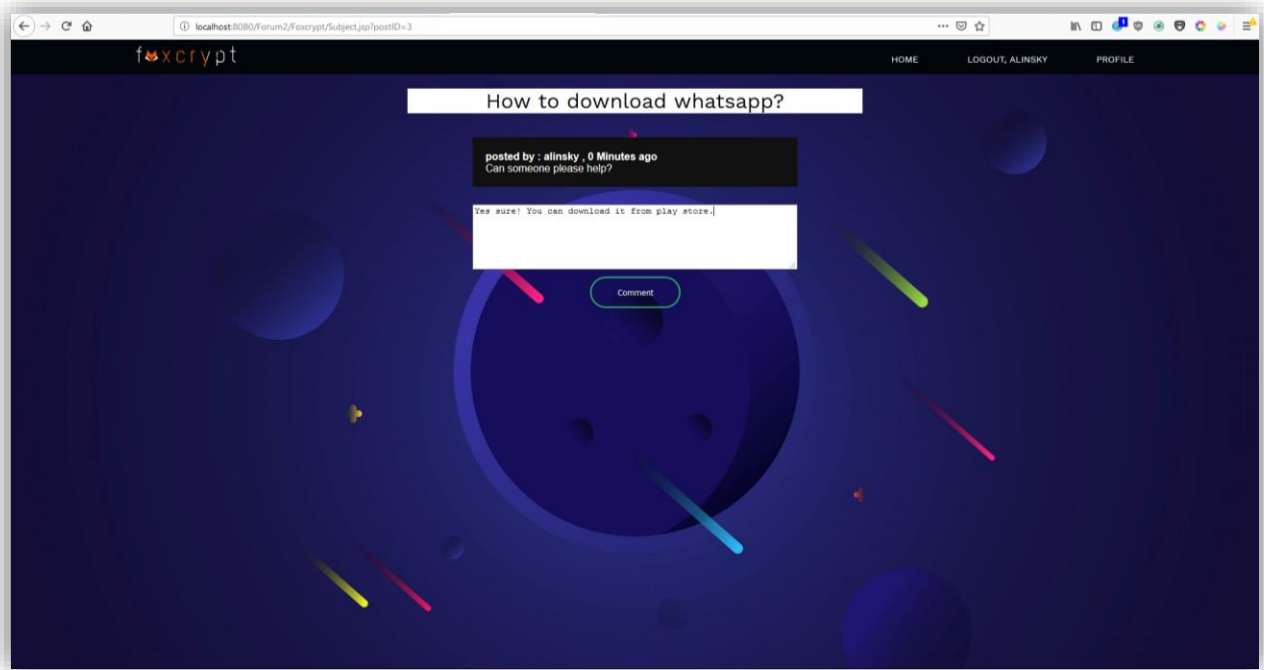 localhost:8080/Forum2/Foxcrypt/Subject.jsp?postID=3
foxcrypt
HOME LOGOUT, ALINSKY PROFILE
How to download whatsapp?
posted by : alinsky , 0 Minutes ago
Can someone please help?
Yes sure! You can download it from play store.
Comment